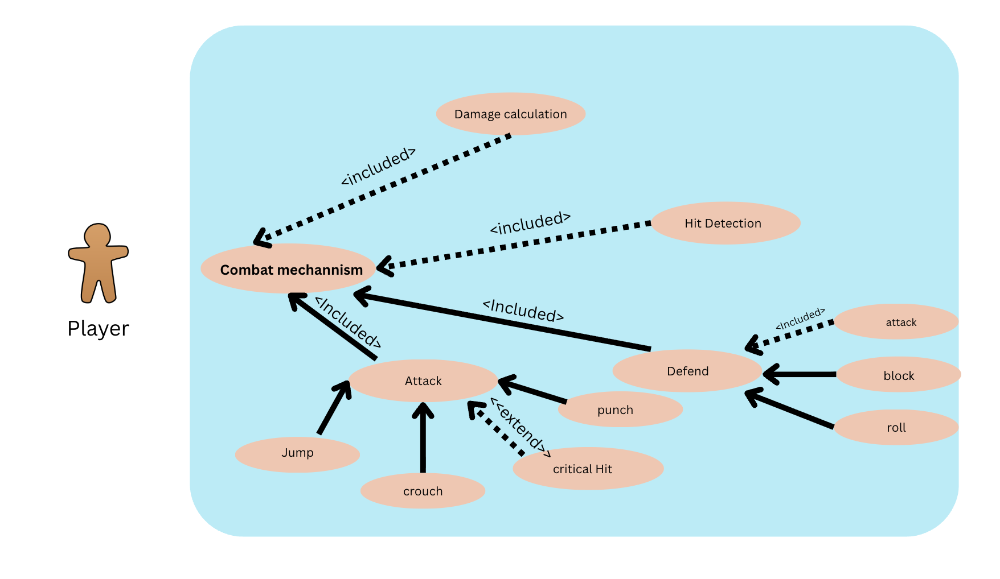 Damage calculation
<included>
<included>
Hit Detection
Combat mechannism
<Included>
<Included>
<Included>
attack
Player
Attack
Defend
block
punch
<<extend>>
roll
Jump
critical Hit
crouch